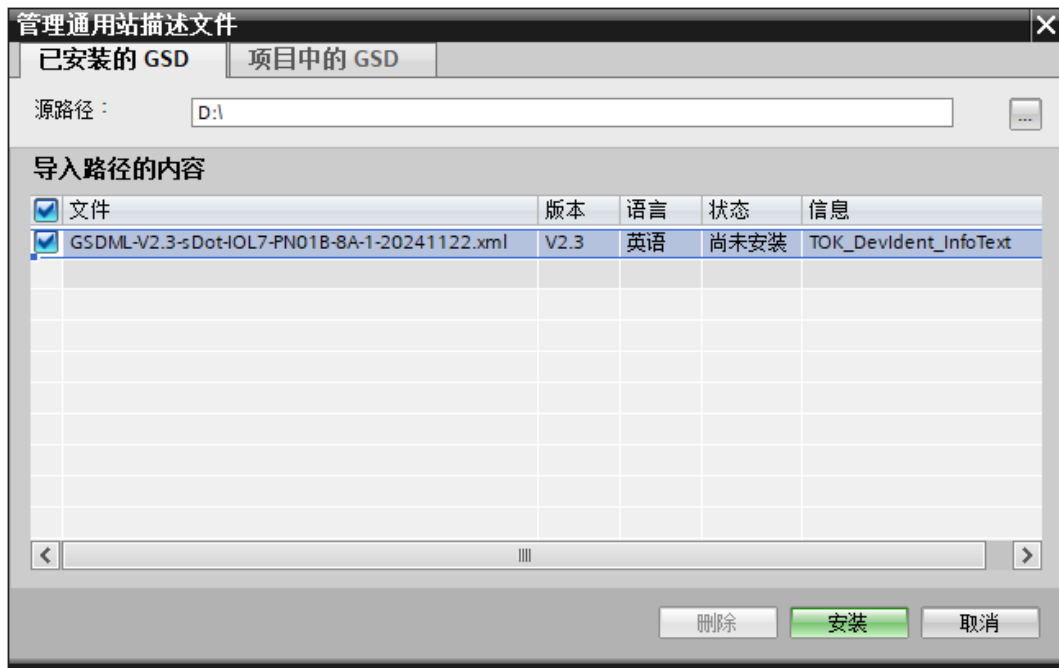 管理通用站描述文件
已安装的 GSD 项目中的 GSD
源路径： D:\ ...
导入路径的内容
文件 版本 语言 状态 信息
GSDML-V2.3-sDot-IOL7-PN01B-8A-1-20241122.xml V2.3 英语 尚未安装 TOK_DevIdent_InfoText
删除 安装 取消